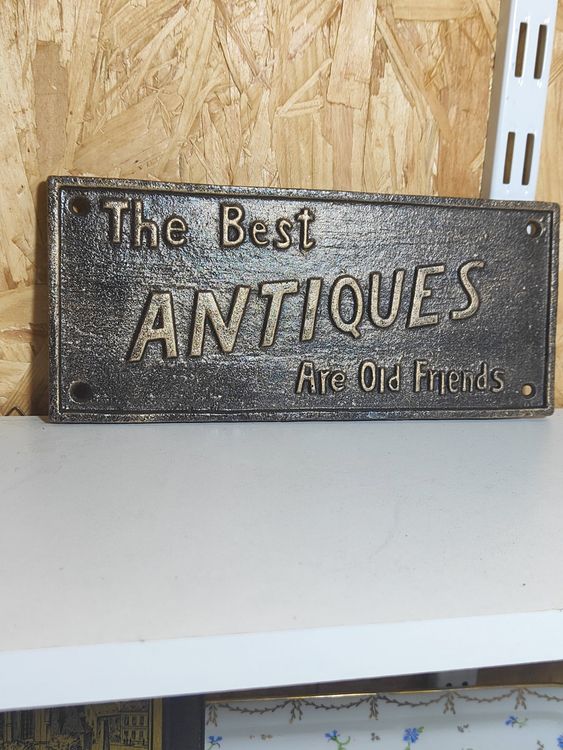 The Best
ANTIQUES
Are Old Friends